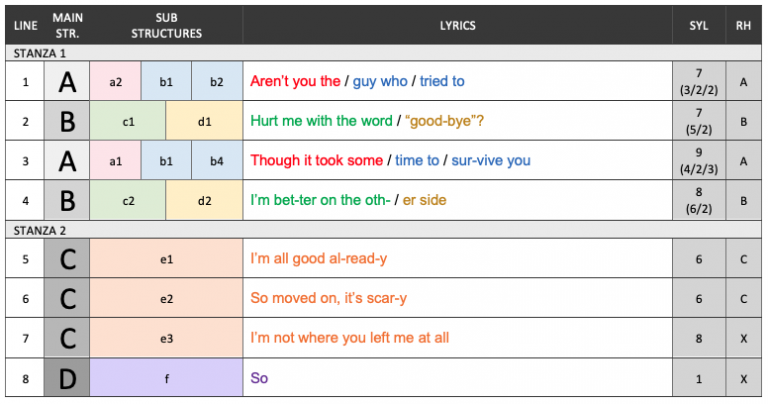 LINE MAIN STR. SUB STRUCTURES LYRICS SYL RH
STANZA 1
1 A a2 b1 b2 Aren’t you the / guy who / tried to 7 (3/2/2) A
2 B c1 d1 Hurt me with the word / “good-bye”? 7 (5/2) B
3 A a1 b1 b4 Though it took some / time to / sur-vive you 9 (4/2/3) A
4 B c2 d2 I’m bet-ter on the oth- / er side 8 (6/2) B
STANZA 2
5 C e1 I’m all good al-read-y 6 C
6 C e2 So moved on, it’s scar-y 6 C
7 C e3 I’m not where you left me at all 8 X
8 D f So 1 X